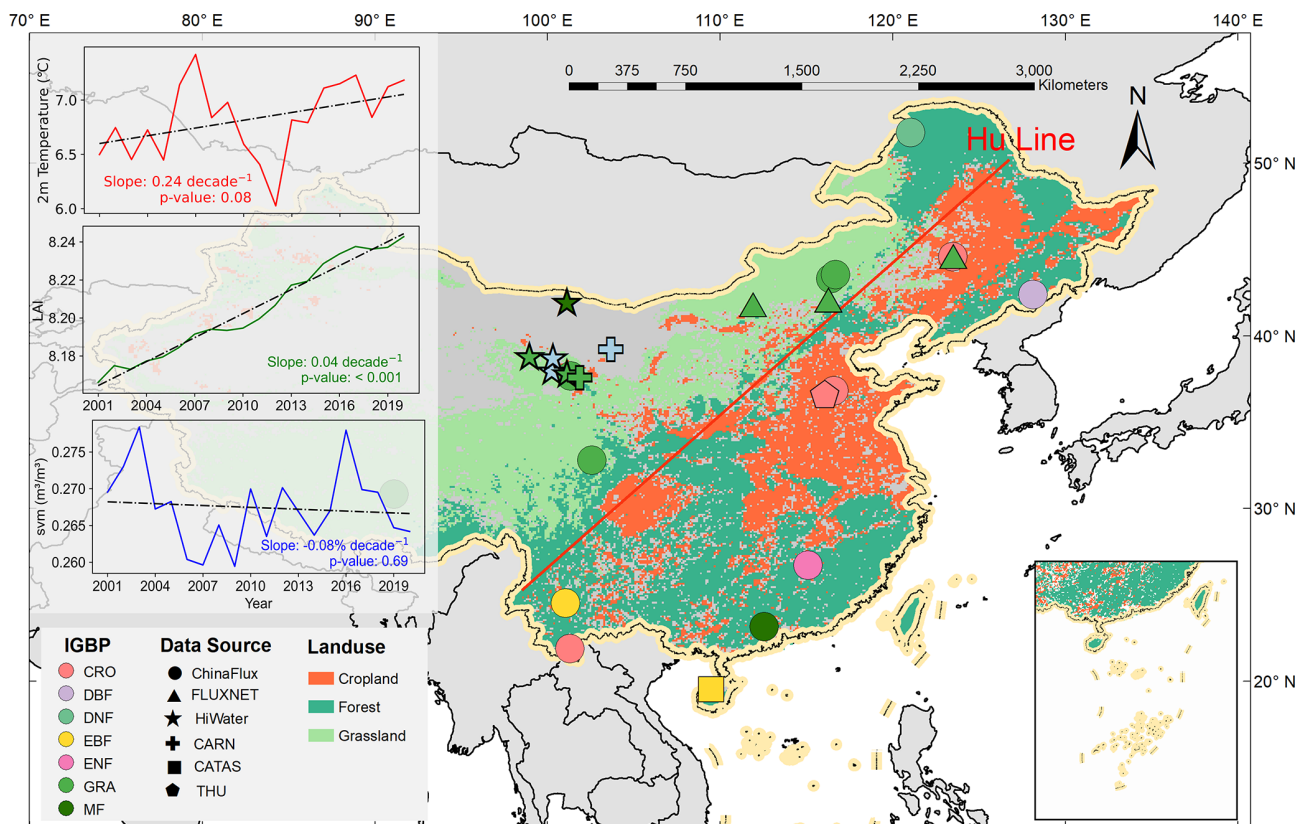 70° E 80° E 90° E 100° E 110° E 120° E 130° E 140° E
0 375 750 1,500 2,250 3,000
Kilometers
N
Hu Line
50° N
40° N
30° N
20° N
2m Temperature (°C)
7.0
6.5
6.0
Slope: 0.24 decade⁻¹
p-value: 0.08
LAI
8.24
8.22
8.20
8.18
Slope: 0.04 decade⁻¹
p-value: < 0.001
2001 2004 2007 2010 2013 2016 2019
svm (m³/m³)
0.275
0.270
0.265
0.260
Slope: -0.08% decade⁻¹
p-value: 0.69
2001 2004 2007 2010 2013 2016 2019
Year
IGBP
CRO
DBF
DNF
EBF
ENF
GRA
MF
Data Source
ChinaFlux
FLUXNET
HiWater
CARN
CATAS
THU
Landuse
Cropland
Forest
Grassland